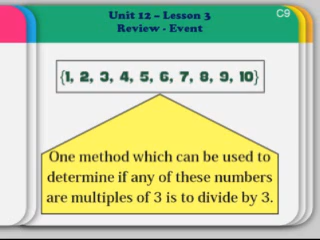 Unit 12 – Lesson 3
C9
Review - Event
{1, 2, 3, 4, 5, 6, 7, 8, 9, 10}
One method which can be used to
determine if any of these numbers
are multiples of 3 is to divide by 3.